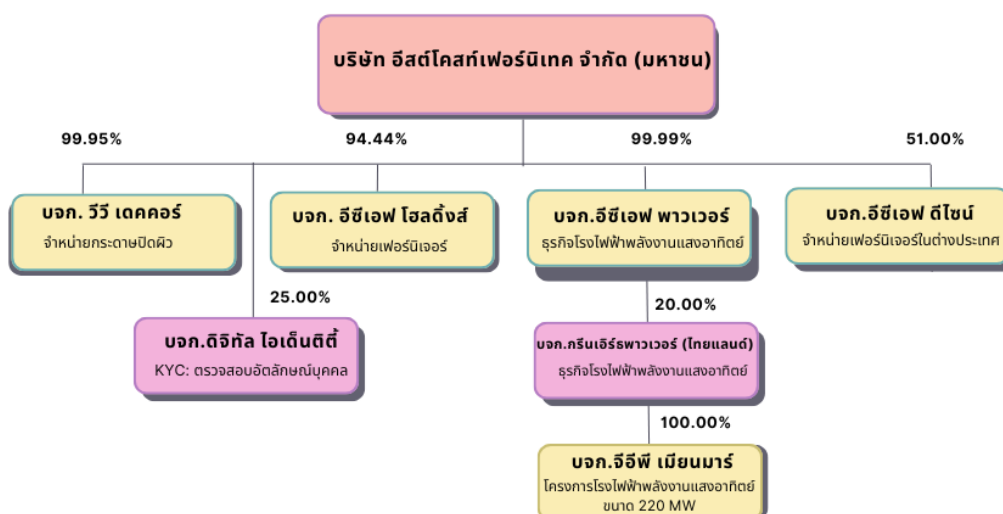 บริษัท อีสต์โคสท์เฟอร์นิเทค จำกัด (มหาชน)
99.95%
94.44%
99.99%
51.00%
บจก. วีวี เดคคอร์
จำหน่ายกระดาษปิดผิว
บจก. อีซีเอฟ โฮลดิ้งส์
จำหน่ายเฟอร์นิเจอร์
บจก.อีซีเอฟ พาวเวอร์
ธุรกิจโรงไฟฟ้าพลังงานแสงอาทิตย์
บจก.อีซีเอฟ ดีไซน์
จำหน่ายเฟอร์นิเจอร์ในต่างประเทศ
25.00%
20.00%
บจก.ดิจิทัล ไอเด็นติตี้
KYC: ตรวจสอบอัตลักษณ์บุคคล
บจก.กรีนเอิร์ธพาวเวอร์ (ไทยแลนด์)
ธุรกิจโรงไฟฟ้าพลังงานแสงอาทิตย์
100.00%
บจก.จีอีพี เมียนมาร์
โครงการโรงไฟฟ้าพลังงานแสงอาทิตย์
ขนาด 220 MW